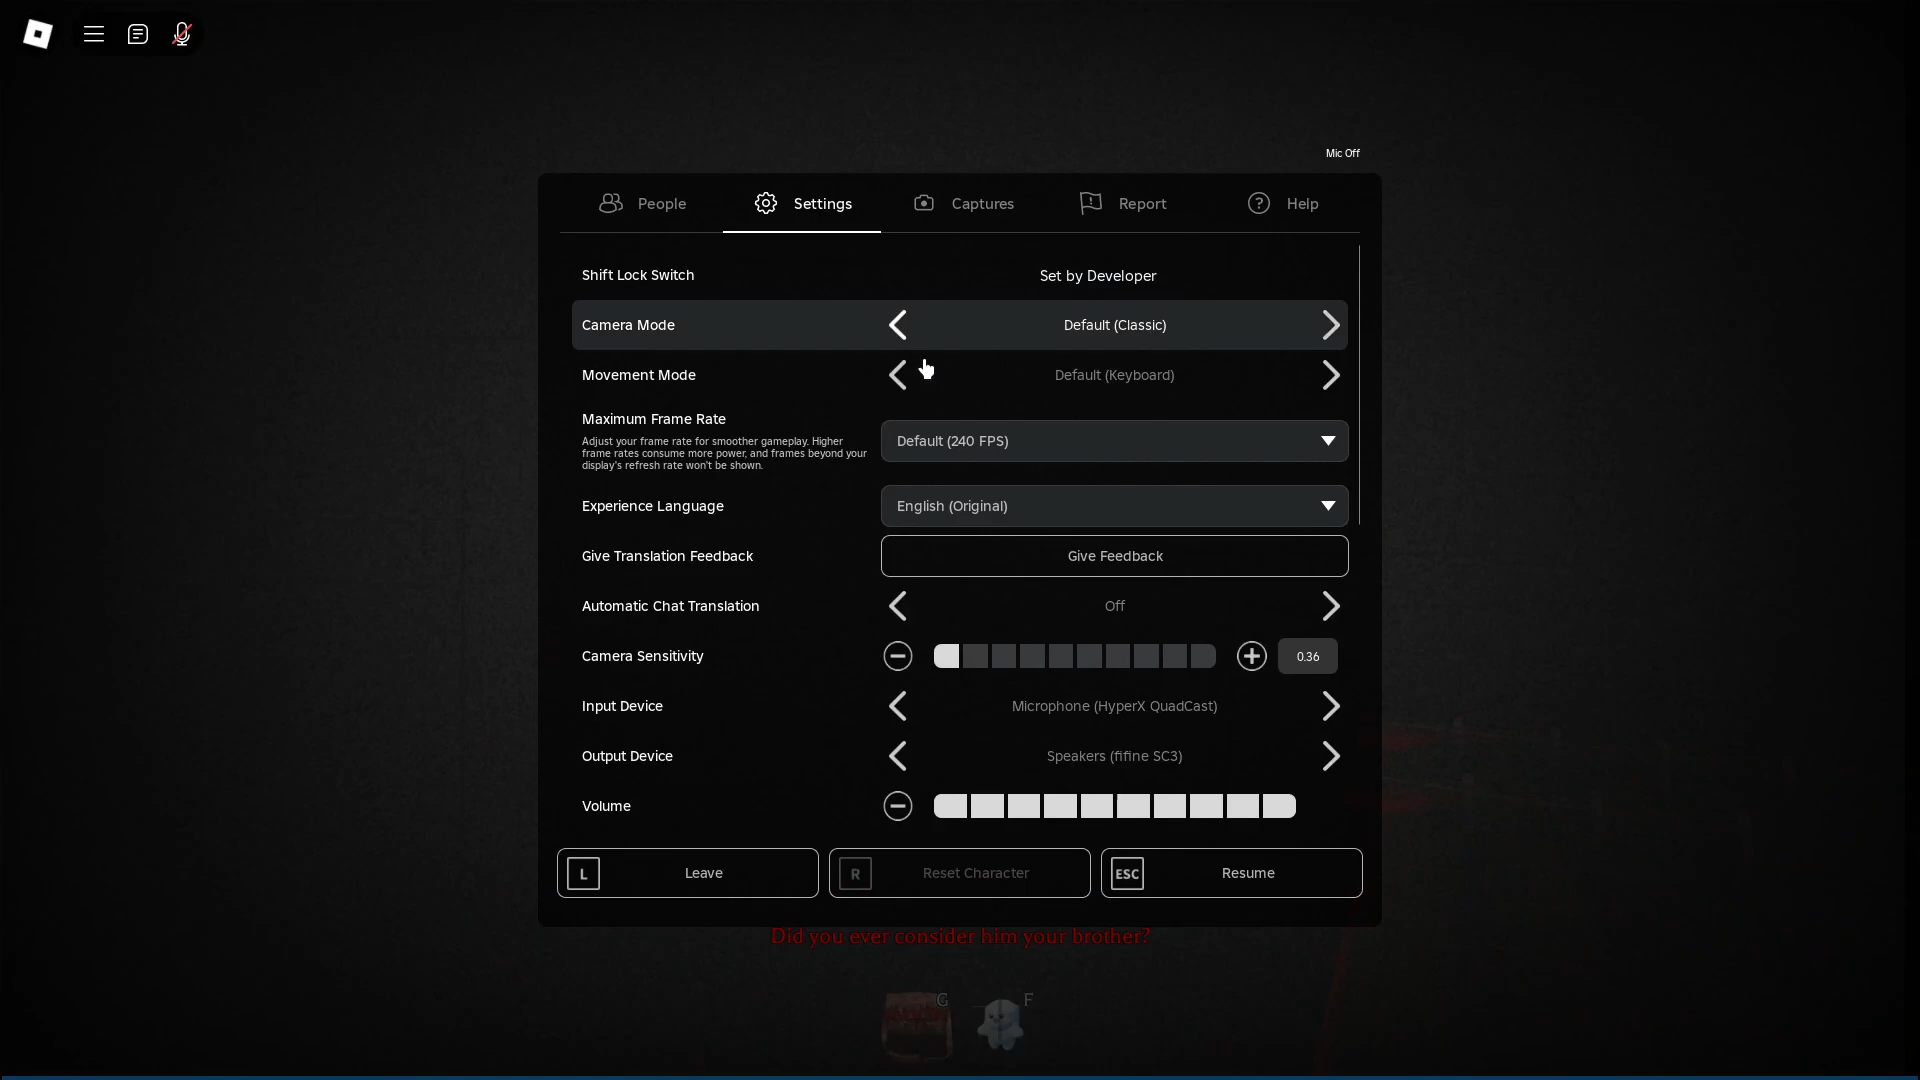 Mic Off
People
Settings
Captures
Report
Help
Shift Lock Switch
Set by Developer
Camera Mode
Default (Classic)
Movement Mode
Default (Keyboard)
Maximum Frame Rate
Adjust your frame rate for smoother gameplay. Higher
frame rates consume more power, and frames beyond your
display's refresh rate won't be shown.
Default (240 FPS)
Experience Language
English (Original)
Give Translation Feedback
Give Feedback
Automatic Chat Translation
Off
Camera Sensitivity
0.36
Input Device
Microphone (HyperX QuadCast)
Output Device
Speakers (fifine SC3)
Volume
L
Leave
R
Reset Character
ESC
Resume
Did you ever consider him your brother?
G
F